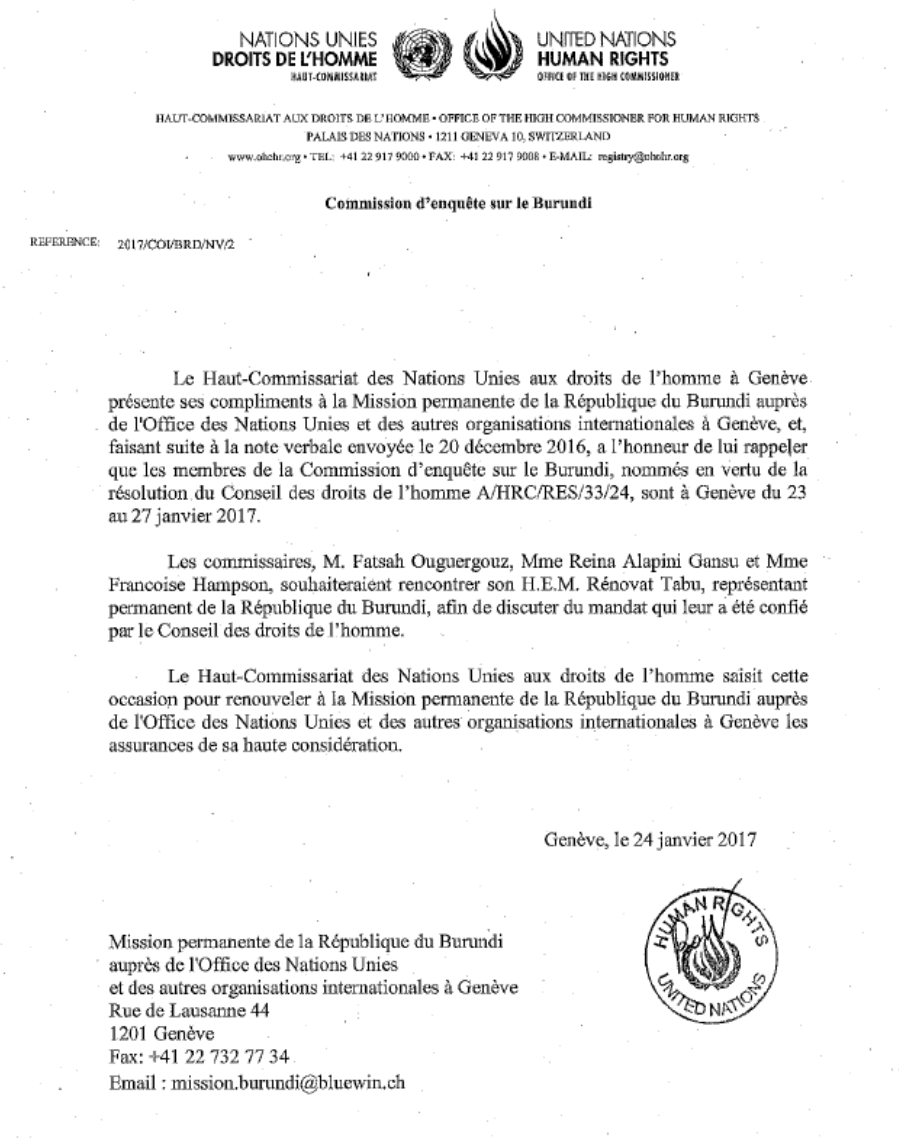 NATIONS UNIES
DROITS DE L'HOMME
HAUT-COMMISSARIAT
UNITED NATIONS
HUMAN RIGHTS
OFFICE OF THE HIGH COMMISSIONER
HAUT-COMMISSARIAT AUX DROITS DE L'HOMME • OFFICE OF THE HIGH COMMISSIONER FOR HUMAN RIGHTS
PALAIS DES NATIONS • 1211 GENEVA 10, SWITZERLAND
www.ohchr.org • TEL: +41 22 917 9000 • FAX: +41 22 917 9008 • E-MAIL: registry@ohchr.org
Commission d'enquête sur le Burundi
REFERENCE: 2017/COI/BRD/NV/2
Le Haut-Commissariat des Nations Unies aux droits de l'homme à Genève
présente ses compliments à la Mission permanente de la République du Burundi auprès
de l'Office des Nations Unies et des autres organisations internationales à Genève, et,
faisant suite à la note verbale envoyée le 20 décembre 2016, a l'honneur de lui rappeler
que les membres de la Commission d'enquête sur le Burundi, nommés en vertu de la
résolution du Conseil des droits de l'homme A/HRC/RES/33/24, sont à Genève du 23
au 27 janvier 2017.
Les commissaires, M. Fatsah Ouguergouz, Mme Reina Alapini Gansu et Mme
Francoise Hampson, souhaiteraient rencontrer son H.E.M. Rénovat Tabu, représentant
permanent de la République du Burundi, afin de discuter du mandat qui leur a été confié
par le Conseil des droits de l'homme.
Le Haut-Commissariat des Nations Unies aux droits de l'homme saisit cette
occasion pour renouveler à la Mission permanente de la République du Burundi auprès
de l'Office des Nations Unies et des autres organisations internationales à Genève les
assurances de sa haute considération.
Genève, le 24 janvier 2017
HUMAN RIGHTS
UNITED NATIONS
Mission permanente de la République du Burundi
auprès de l'Office des Nations Unies
et des autres organisations internationales à Genève
Rue de Lausanne 44
1201 Genève
Fax: +41 22 732 77 34
Email : mission.burundi@bluewin.ch